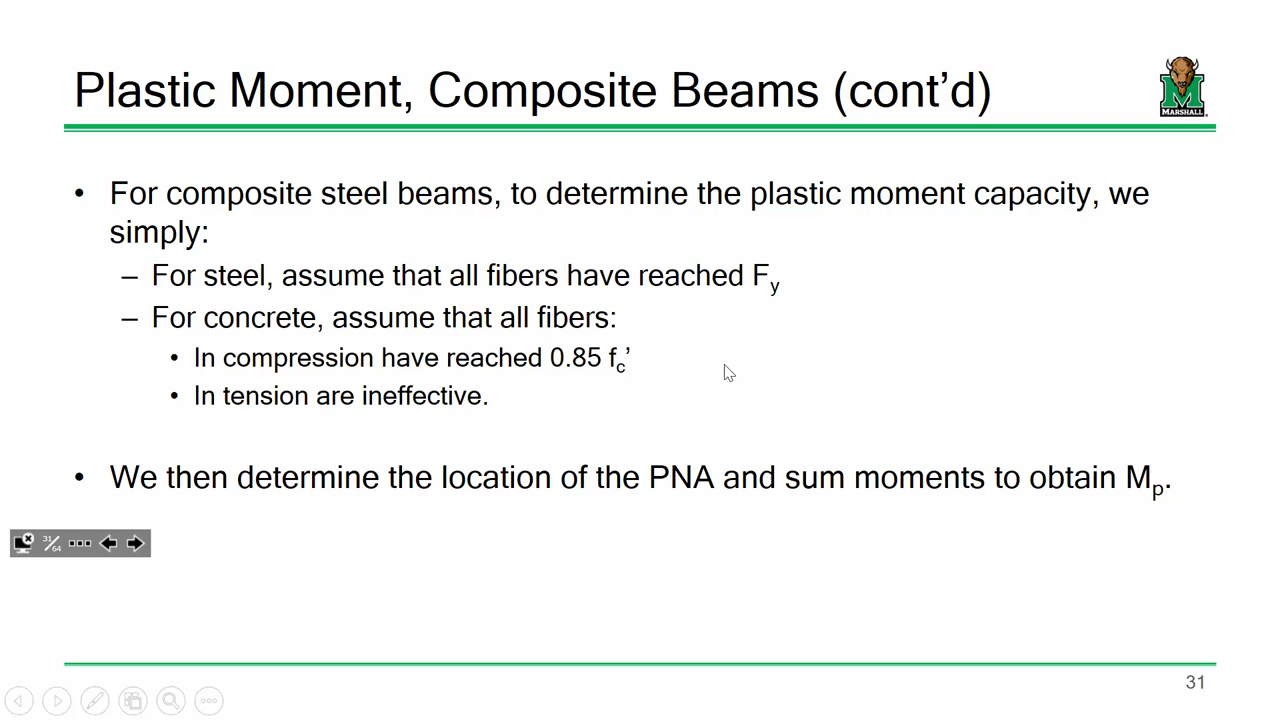 Plastic Moment, Composite Beams (cont’d)
MARSHALL
• For composite steel beams, to determine the plastic moment capacity, we
simply:
– For steel, assume that all fibers have reached Fy
– For concrete, assume that all fibers:
• In compression have reached 0.85 fc’
• In tension are ineffective.
• We then determine the location of the PNA and sum moments to obtain Mp.
31/64
31